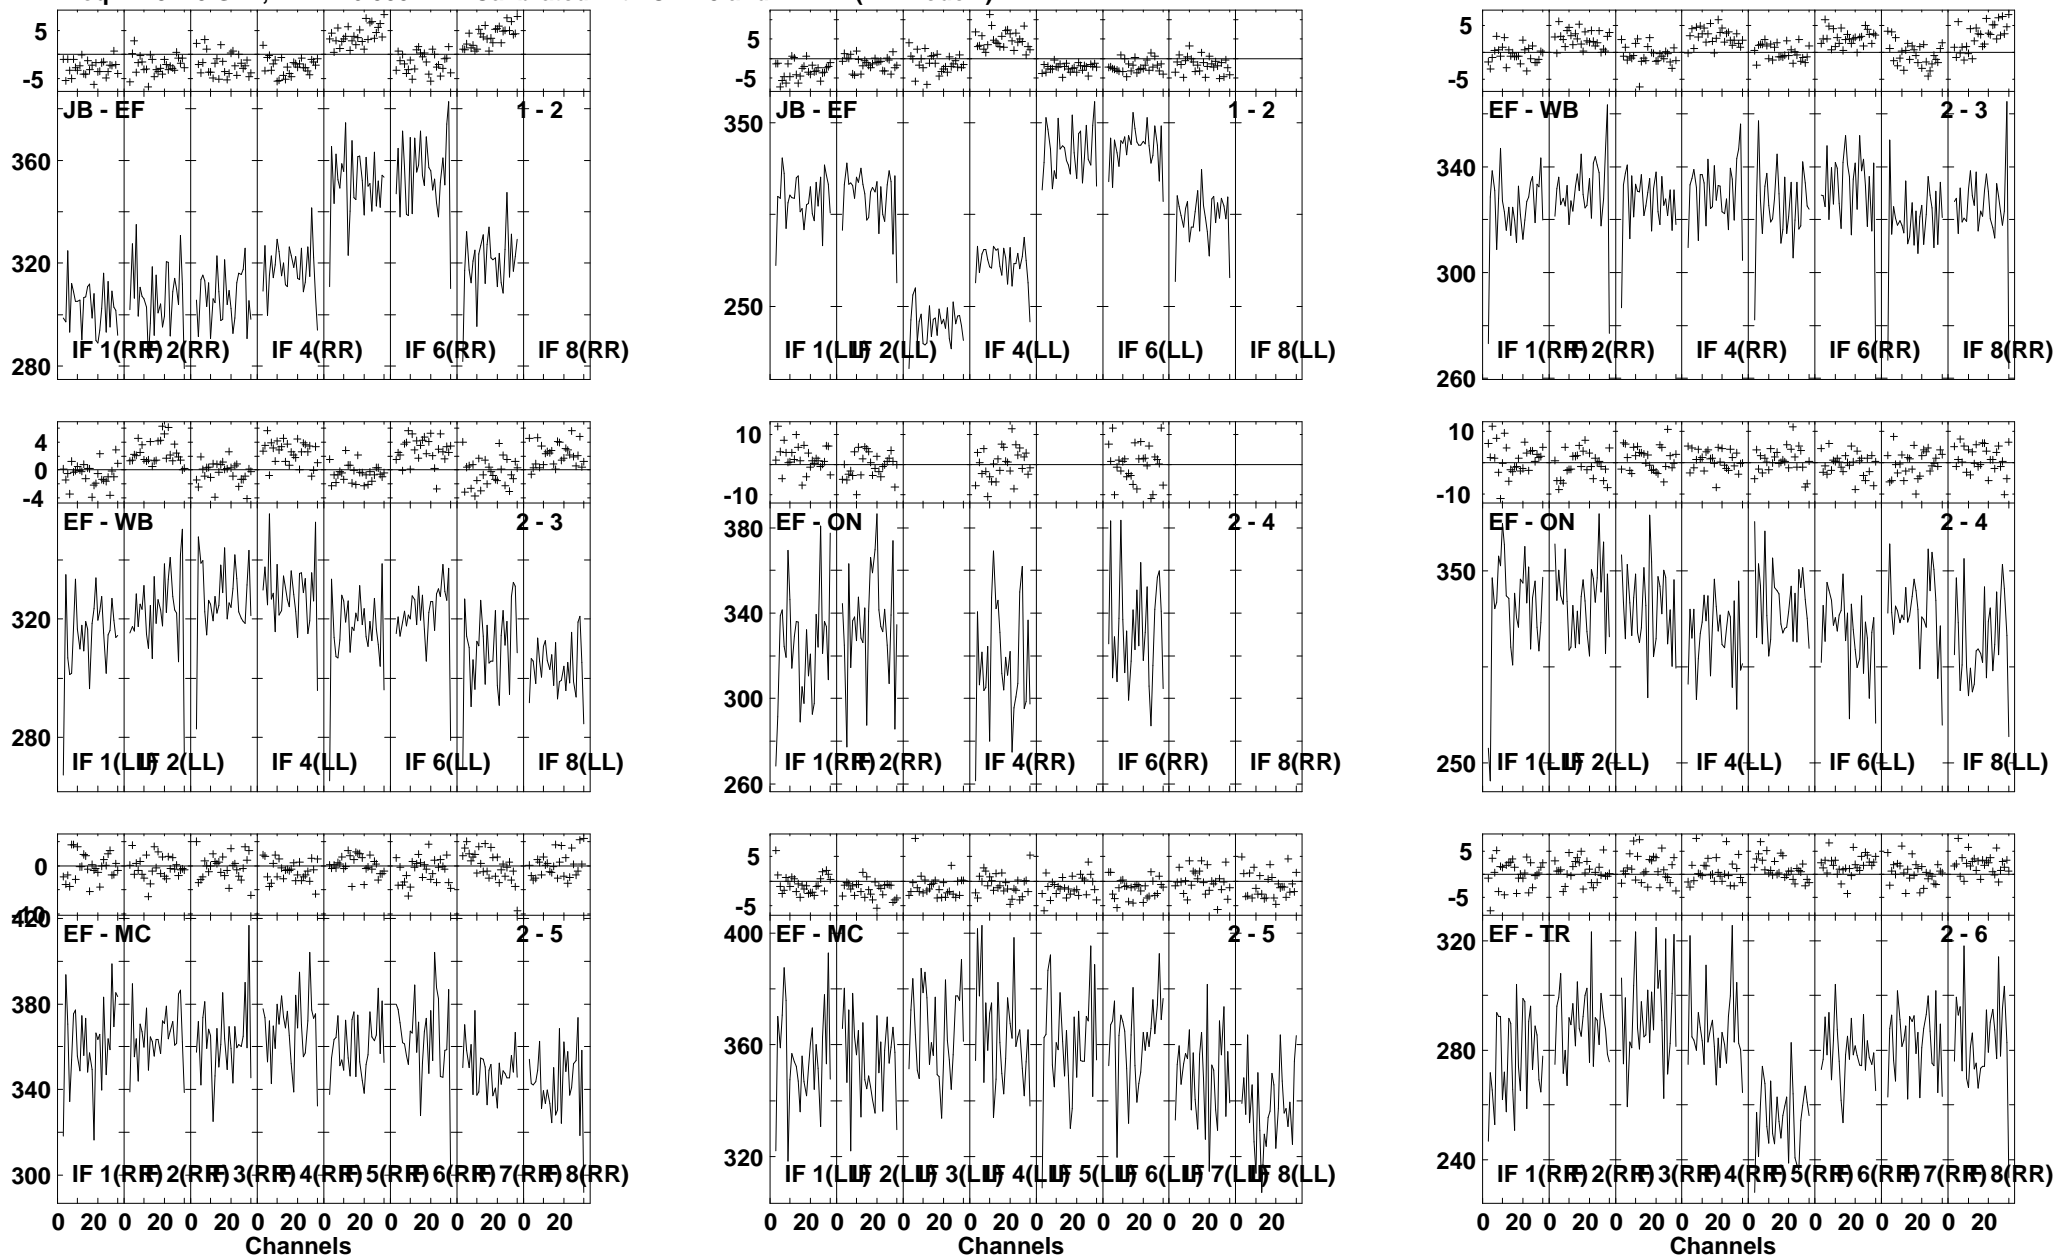 5
-5
JB - EF 1 - 2
360
320
280
IF 1(RR) IF 2(RR) IF 4(RR) IF 6(RR) IF 8(RR)
5
-5
JB - EF 1 - 2
350
250
IF 1(LL) IF 2(LL) IF 4(LL) IF 6(LL) IF 8(LL)
5
-5
EF - WB 2 - 3
340
300
260
IF 1(RR) IF 2(RR) IF 4(RR) IF 6(RR) IF 8(RR)
4
0
-4
EF - WB 2 - 3
320
280
IF 1(LL) IF 2(LL) IF 4(LL) IF 6(LL) IF 8(LL)
10
-10
EF - ON 2 - 4
380
340
300
260
IF 1(RR) IF 2(RR) IF 4(RR) IF 6(RR) IF 8(RR)
10
-10
EF - ON 2 - 4
350
250
IF 1(LL) IF 2(LL) IF 4(LL) IF 6(LL) IF 8(LL)
0
-10
420
EF - MC 2 - 5
380
340
300
IF 1(RR) IF 2(RR) IF 3(RR) IF 4(RR) IF 5(RR) IF 6(RR) IF 7(RR) IF 8(RR)
0 20 0 20 0 20 0 20 0 20 0 20 0 20 0 20
Channels
5
-5
EF - MC 2 - 5
400
360
320
IF 1(LL) IF 2(LL) IF 3(LL) IF 4(LL) IF 5(LL) IF 6(LL) IF 7(LL) IF 8(LL)
0 20 0 20 0 20 0 20 0 20 0 20 0 20 0 20
Channels
5
-5
EF - TR 2 - 6
320
280
240
IF 1(RR) IF 2(RR) IF 3(RR) IF 4(RR) IF 5(RR) IF 6(RR) IF 7(RR) IF 8(RR)
0 20 0 20 0 20 0 20 0 20 0 20 0 20 0 20
Channels